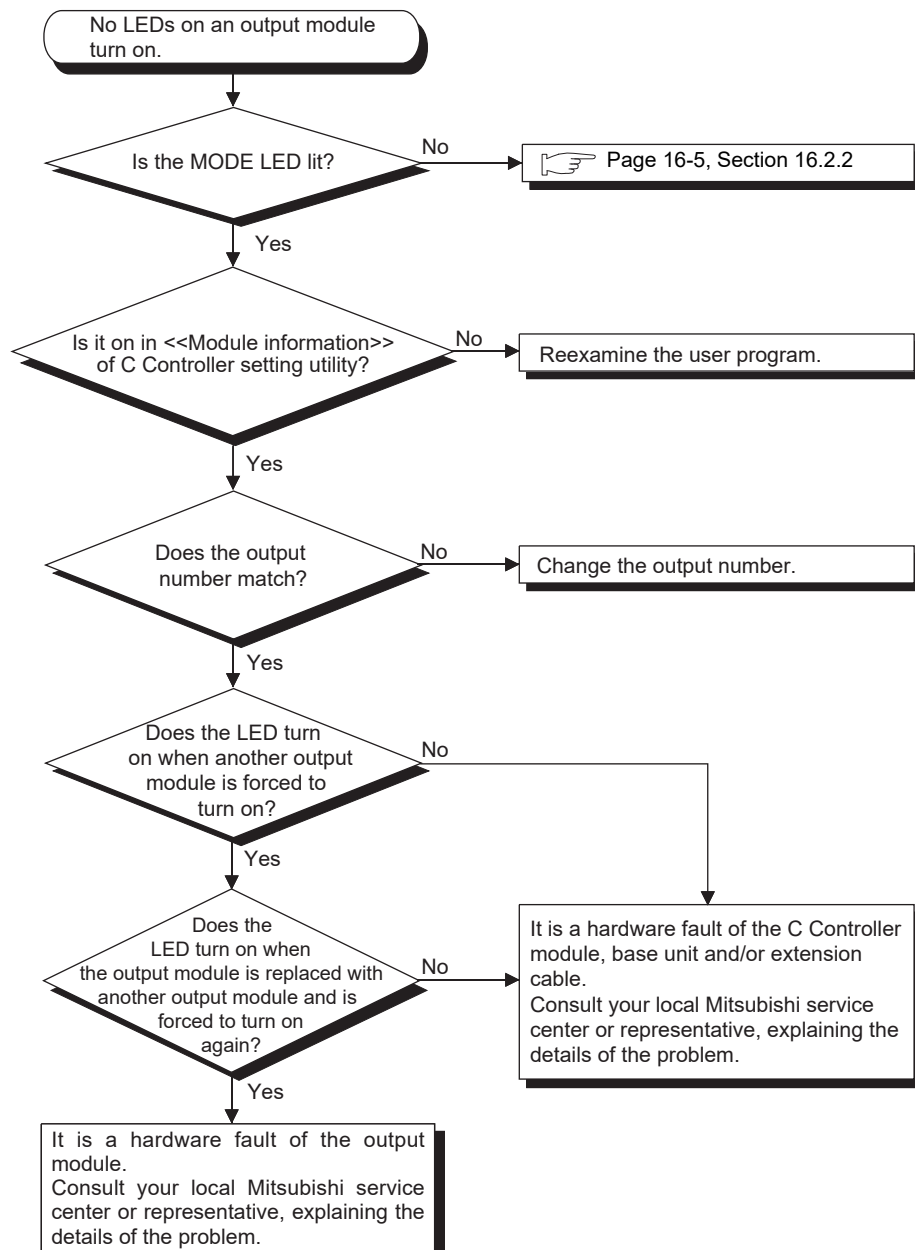 No LEDs on an output module
turn on.
Is the MODE LED lit?
No
Page 16-5, Section 16.2.2
Yes
Is it on in <<Module information>>
of C Controller setting utility?
No
Reexamine the user program.
Yes
Does the output
number match?
No
Change the output number.
Yes
Does the LED turn
on when another output
module is forced to
turn on?
No
Yes
Does the
LED turn on when
the output module is replaced with
another output module and is
forced to turn on
again?
No
It is a hardware fault of the C Controller
module, base unit and/or extension
cable.
Consult your local Mitsubishi service
center or representative, explaining the
details of the problem.
Yes
It is a hardware fault of the output
module.
Consult your local Mitsubishi service
center or representative, explaining the
details of the problem.